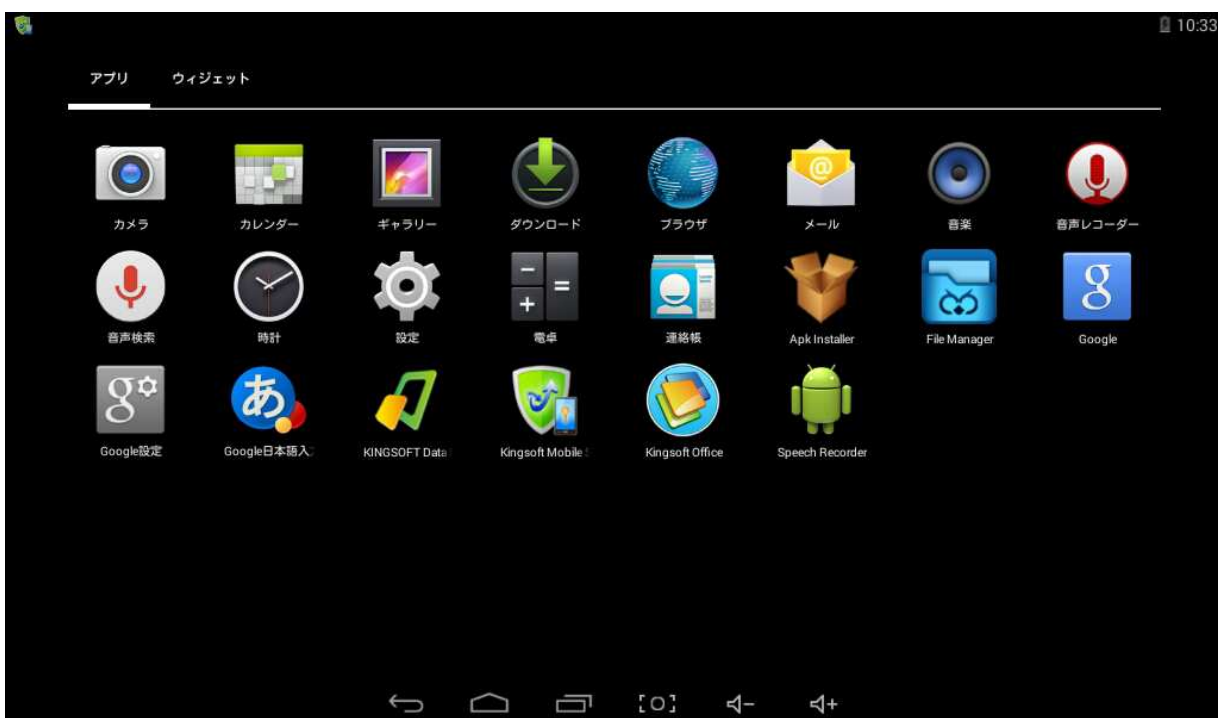 10:33
アプリ ウィジェット
カメラ カレンダー ギャラリー ダウンロード ブラウザ メール 音楽 音声レコーダー
音声検索 時計 設定 電卓 連絡帳 Apk Installer File Manager Google
Google設定 Google日本語入 KINGSOFT Data Kingsoft Mobile Kingsoft Office Speech Recorder